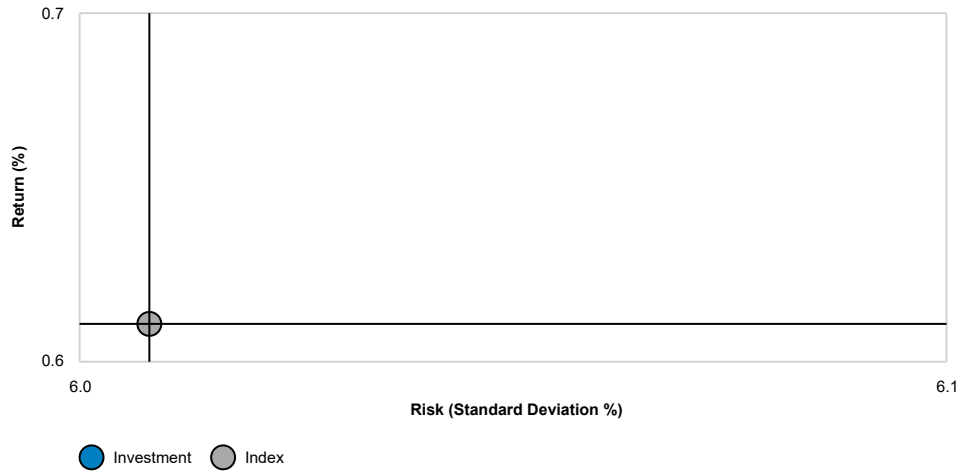 0.7
Return (%)
0.6
6.0
6.1
Risk (Standard Deviation %)
Investment
Index